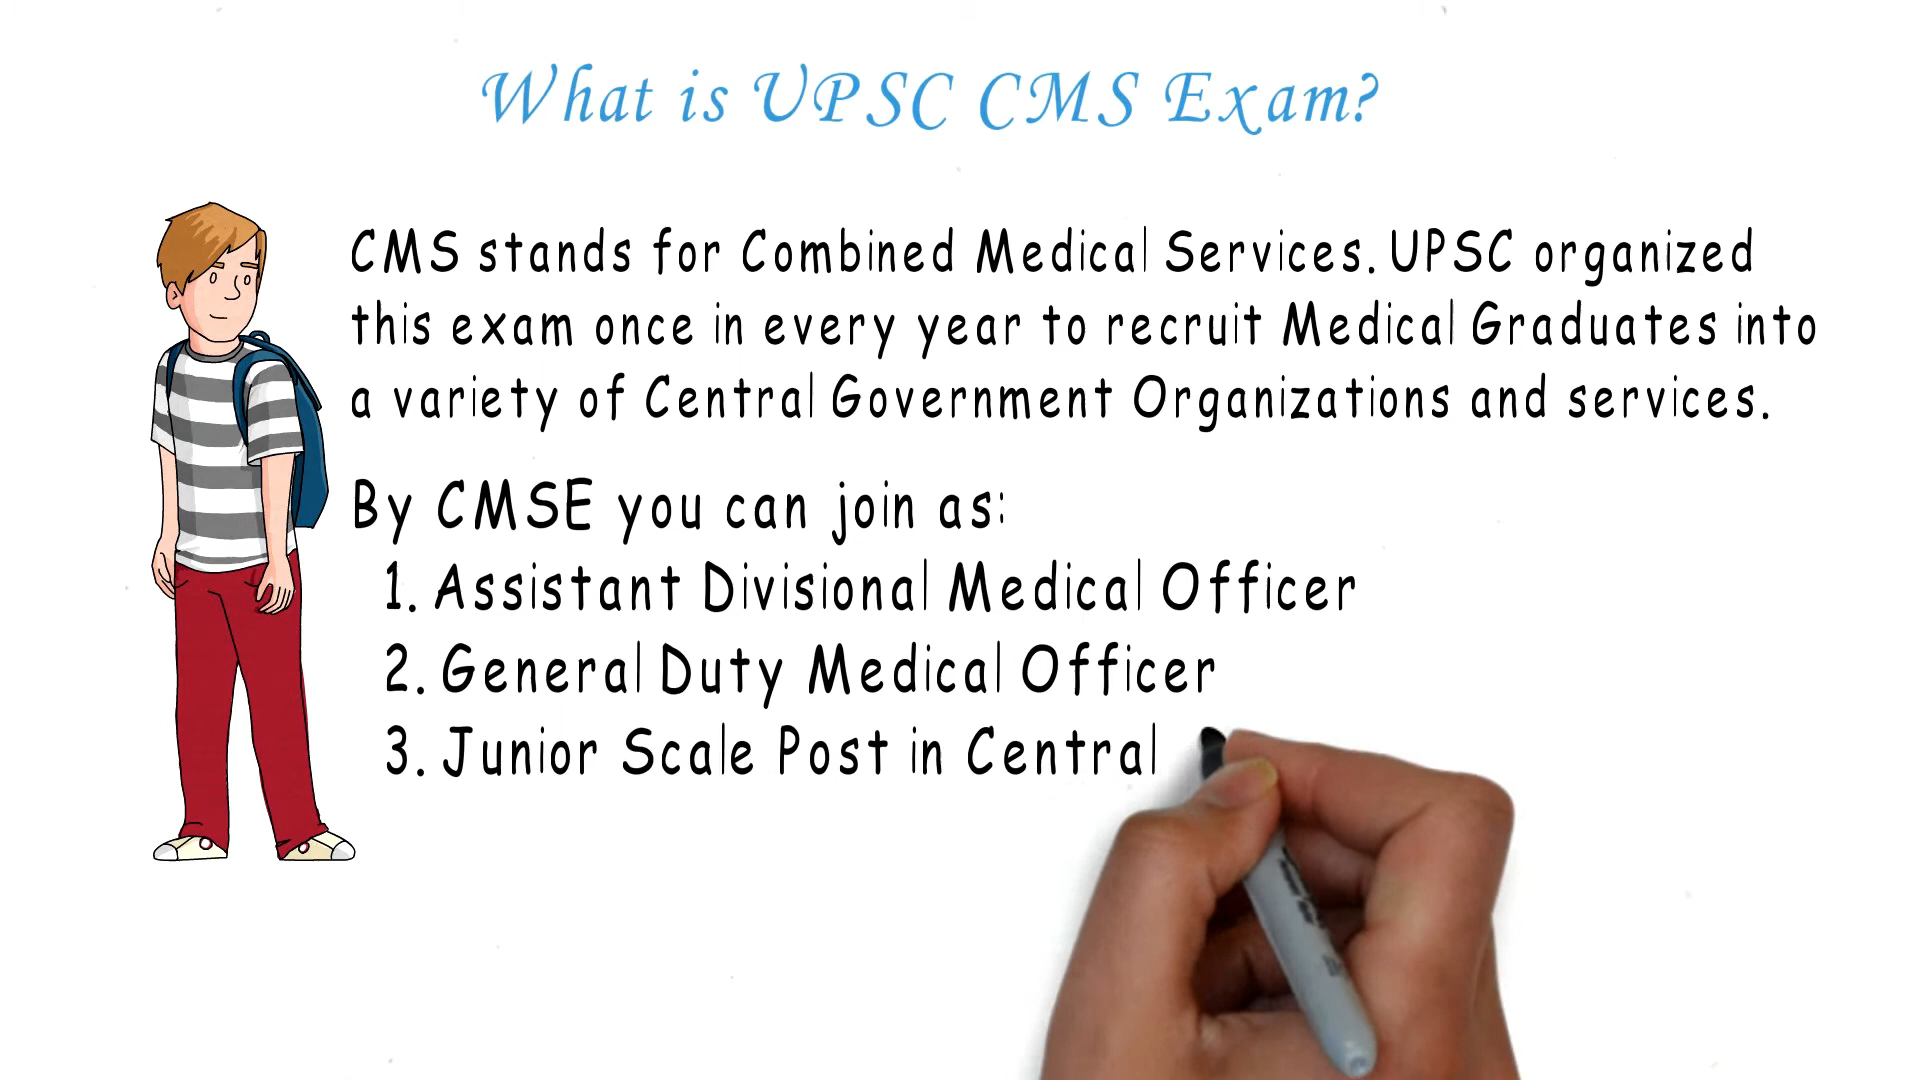 What is UPSC CMS Exam?
CMS stands for Combined Medical Services. UPSC organized
this exam once in every year to recruit Medical Graduates into
a variety of Central Government Organizations and services.
By CMSE you can join as:
1. Assistant Divisional Medical Officer
2. General Duty Medical Officer
3. Junior Scale Post in Central